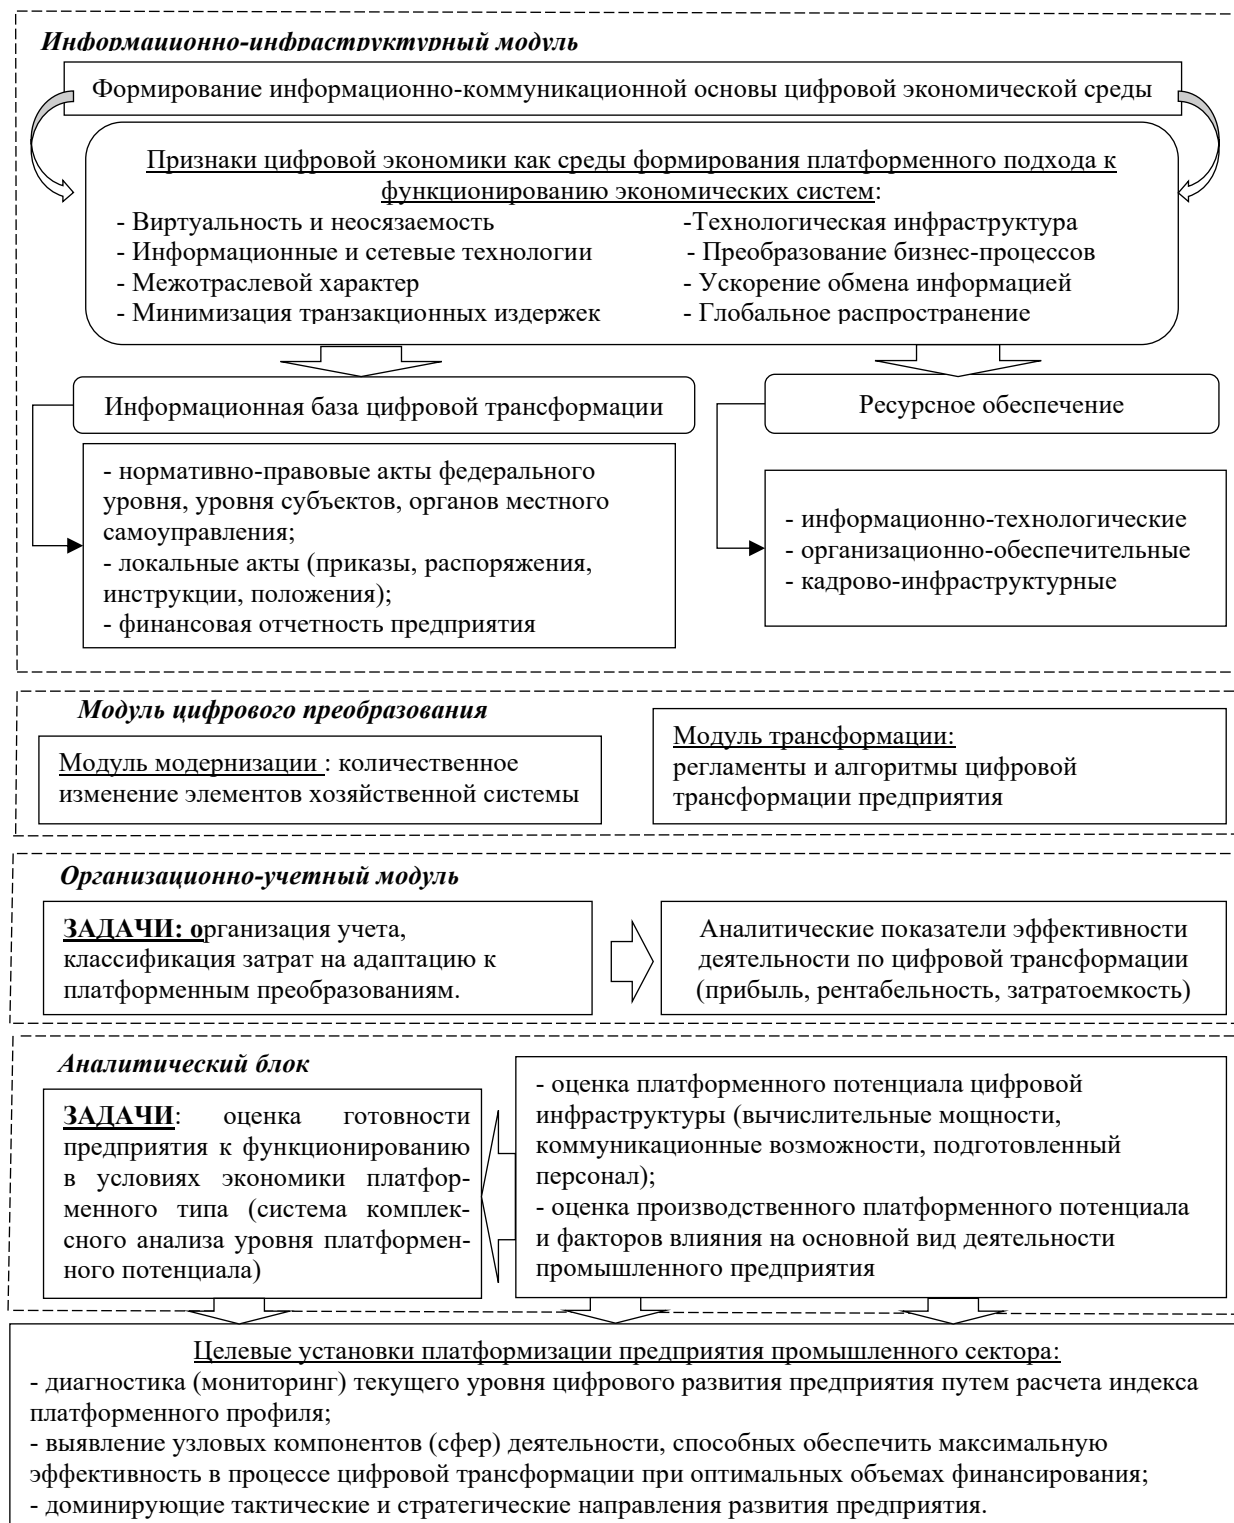 Информационно-инфраструктурный модуль
Формирование информационно-коммуникационной основы цифровой экономической среды
Признаки цифровой экономики как среды формирования платформенного подхода к
функционированию экономических систем:
- Виртуальность и неосязаемость
- Информационные и сетевые технологии
- Межотраслевой характер
- Минимизация транзакционных издержек
-Технологическая инфраструктура
- Преобразование бизнес-процессов
- Ускорение обмена информацией
- Глобальное распространение
Информационная база цифровой трансформации
- нормативно-правовые акты федерального
уровня, уровня субъектов, органов местного
самоуправления;
- локальные акты (приказы, распоряжения,
инструкции, положения);
- финансовая отчетность предприятия
Ресурсное обеспечение
- информационно-технологические
- организационно-обеспечительные
- кадрово-инфраструктурные
Модуль цифрового преобразования
Модуль модернизации : количественное
изменение элементов хозяйственной системы
Модуль трансформации:
регламенты и алгоритмы цифровой
трансформации предприятия
Организационно-учетный модуль
ЗАДАЧИ: организация учета,
классификация затрат на адаптацию к
платформенным преобразованиям.
Аналитические показатели эффективности
деятельности по цифровой трансформации
(прибыль, рентабельность, затратоемкость)
Аналитический блок
ЗАДАЧИ: оценка готовности
предприятия к функционированию
в условиях экономики платфор-
менного типа (система комплек-
сного анализа уровня платформен-
ного потенциала)
- оценка платформенного потенциала цифровой
инфраструктуры (вычислительные мощности,
коммуникационные возможности, подготовленный
персонал);
- оценка производственного платформенного потенциала
и факторов влияния на основной вид деятельности
промышленного предприятия
Целевые установки платформизации предприятия промышленного сектора:
- диагностика (мониторинг) текущего уровня цифрового развития предприятия путем расчета индекса
платформенного профиля;
- выявление узловых компонентов (сфер) деятельности, способных обеспечить максимальную
эффективность в процессе цифровой трансформации при оптимальных объемах финансирования;
- доминирующие тактические и стратегические направления развития предприятия.